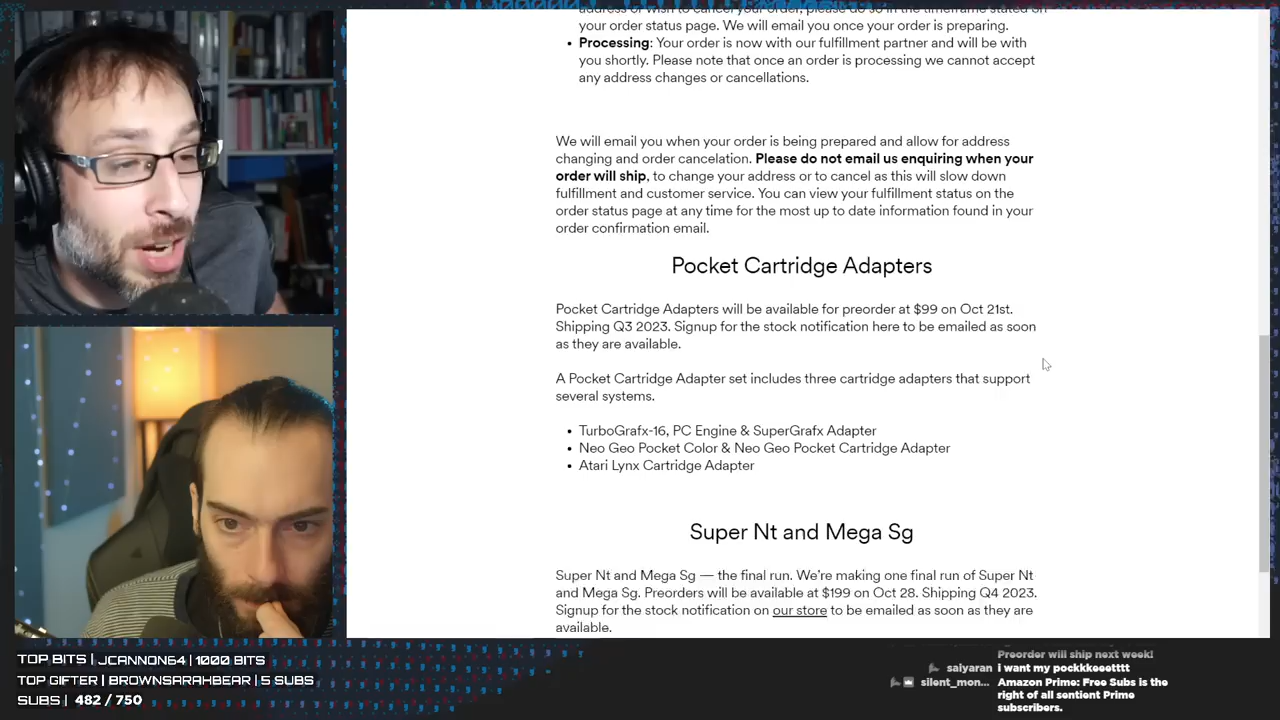 address or wish to cancel your order, please do so in the timeframe stated on
your order status page. We will email you once your order is preparing.
• Processing: Your order is now with our fulfillment partner and will be with
you shortly. Please note that once an order is processing we cannot accept
any address changes or cancellations.
We will email you when your order is being prepared and allow for address
changing and order cancelation. Please do not email us enquiring when your
order will ship, to change your address or to cancel as this will slow down
fulfillment and customer service. You can view your fulfillment status on the
order status page at any time for the most up to date information found in your
order confirmation email.
Pocket Cartridge Adapters
Pocket Cartridge Adapters will be available for preorder at $99 on Oct 21st.
Shipping Q3 2023. Signup for the stock notification here to be emailed as soon
as they are available.
A Pocket Cartridge Adapter set includes three cartridge adapters that support
several systems.
• TurboGrafx-16, PC Engine & SuperGrafx Adapter
• Neo Geo Pocket Color & Neo Geo Pocket Cartridge Adapter
• Atari Lynx Cartridge Adapter
Super Nt and Mega Sg
Super Nt and Mega Sg — the final run. We're making one final run of Super Nt
and Mega Sg. Preorders will be available at $199 on Oct 28. Shipping Q4 2023.
Signup for the stock notification on our store to be emailed as soon as they are
available.
TOP BITS | JCANNON64 | 1000 BITS
TOP GIFTER | BROWNSARAHBEAR | 5 SUBS
SUBS | 482 / 750
Preorder will ship next week!
saiyaran i want my pockkkeeetttt
silent_mon... Amazon Prime: Free Subs is the
right of all sentient Prime
subscribers.